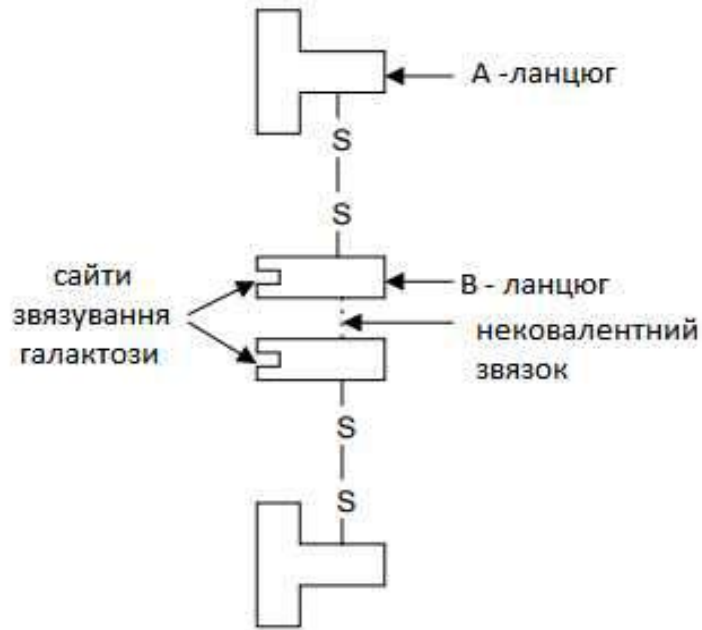 А -ланцюг
S
S
сайти
звязування
галактози
В - ланцюг
нековалентний
звязок
S
S